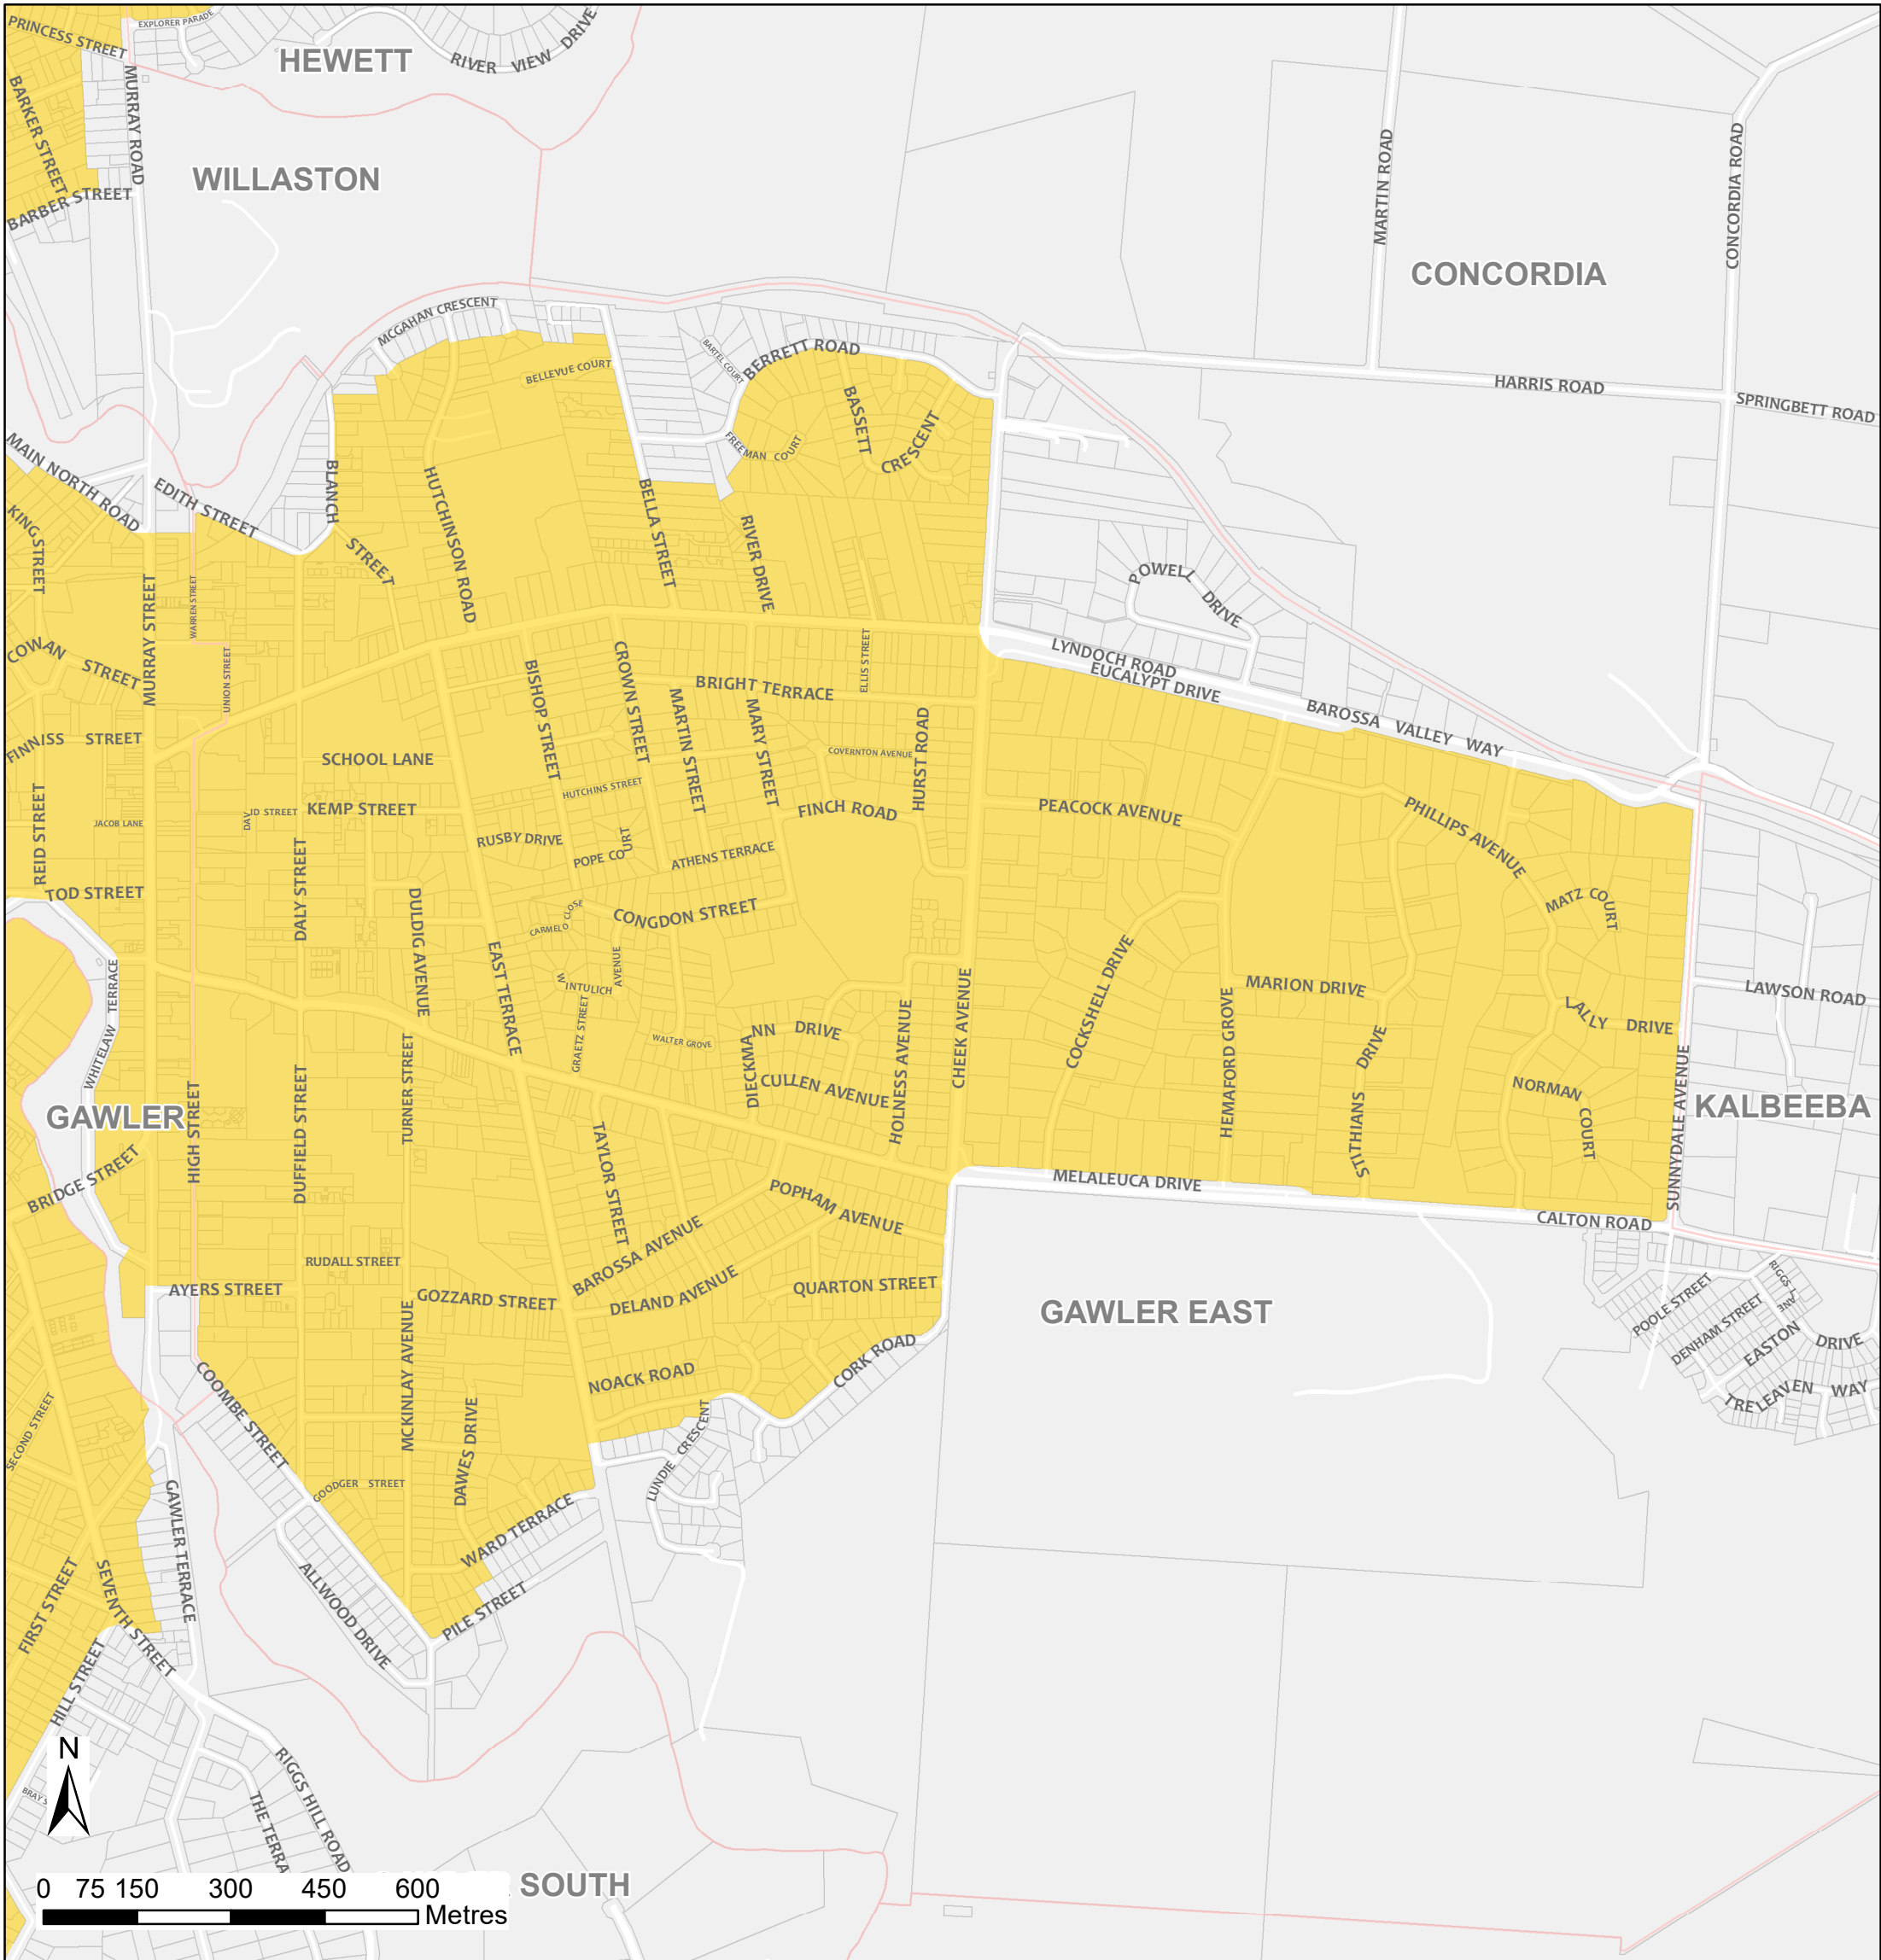 EXPLORER PARADE
PRINCESS STREET
HEWETT
RIVER VIEW DRIVE
BARKER STREET
MURRAY ROAD
WILLASTON
BARBER STREET
MARTIN ROAD
CONCORDIA ROAD
CONCORDIA
MCGAHAN CRESCENT
BELLEVUE COURT
BARTEL COURT
BERRETT ROAD
HARRIS ROAD
SPRINGBETT ROAD
BASSETT
CRESCENT
FREEMAN COURT
MAIN NORTH ROAD
EDITH STREET
BLANCH
STREET
HUTCHINSON ROAD
BELLA STREET
RIVER DRIVE
KING STREET
POWELL DRIVE
MURRAY STREET
WARREN STREET
COWAN STREET
UNION STREET
BISHOP STREET
CROWN STREET
ELLIS STREET
LYNDOCH ROAD
EUCALYPT DRIVE
BRIGHT TERRACE
MARTIN STREET
MARY STREET
HURST ROAD
BAROSSA VALLEY WAY
FINNISS STREET
SCHOOL LANE
COVERNTON AVENUE
HUTCHINS STREET
REID STREET
JACOB LANE
DAVID STREET
KEMP STREET
FINCH ROAD
PEACOCK AVENUE
PHILLIPS AVENUE
RUSBY DRIVE
POPE COURT
ATHENS TERRACE
TOD STREET
DALY STREET
DULDIG AVENUE
CARMELO CLOSE
CONGDON STREET
MATZ COURT
EAST TERRACE
WHITELAW TERRACE
WINTULICH
AVENUE
COCKSHELL DRIVE
MARION DRIVE
LAWSON ROAD
LALLY DRIVE
GRAETZ STREET
WALTER GROVE
DIECKMANN DRIVE
CULLEN AVENUE
HOLNESS AVENUE
CHEEK AVENUE
HEMAFORD GROVE
STITHIANS DRIVE
NORMAN COURT
SUNNYDALE AVENUE
KALBEEBA
GAWLER
HIGH STREET
DUFFIELD STREET
TURNER STREET
TAYLOR STREET
BRIDGE STREET
MELALEUCA DRIVE
POPHAM AVENUE
CALTON ROAD
BAROSSA AVENUE
RUDALL STREET
AYERS STREET
GOZZARD STREET
DELAND AVENUE
QUARTON STREET
GAWLER EAST
RIGGS LANE
POOLE STREET
DENHAM STREET
EASTON DRIVE
TRELEAVEN WAY
MCKINLAY AVENUE
CORK ROAD
NOACK ROAD
COOMBE STREET
SECOND STREET
DAWES DRIVE
LUNDIE CRESCENT
GOODGER STREET
GAWLER TERRACE
WARD TERRACE
ALLWOOD DRIVE
PILE STREET
FIRST STREET
SEVENTH STREET
HILL STREET
N
BRAY S
RIGGS HILL ROAD
THE TERRA
SOUTH
0 75 150 300 450 600
Metres